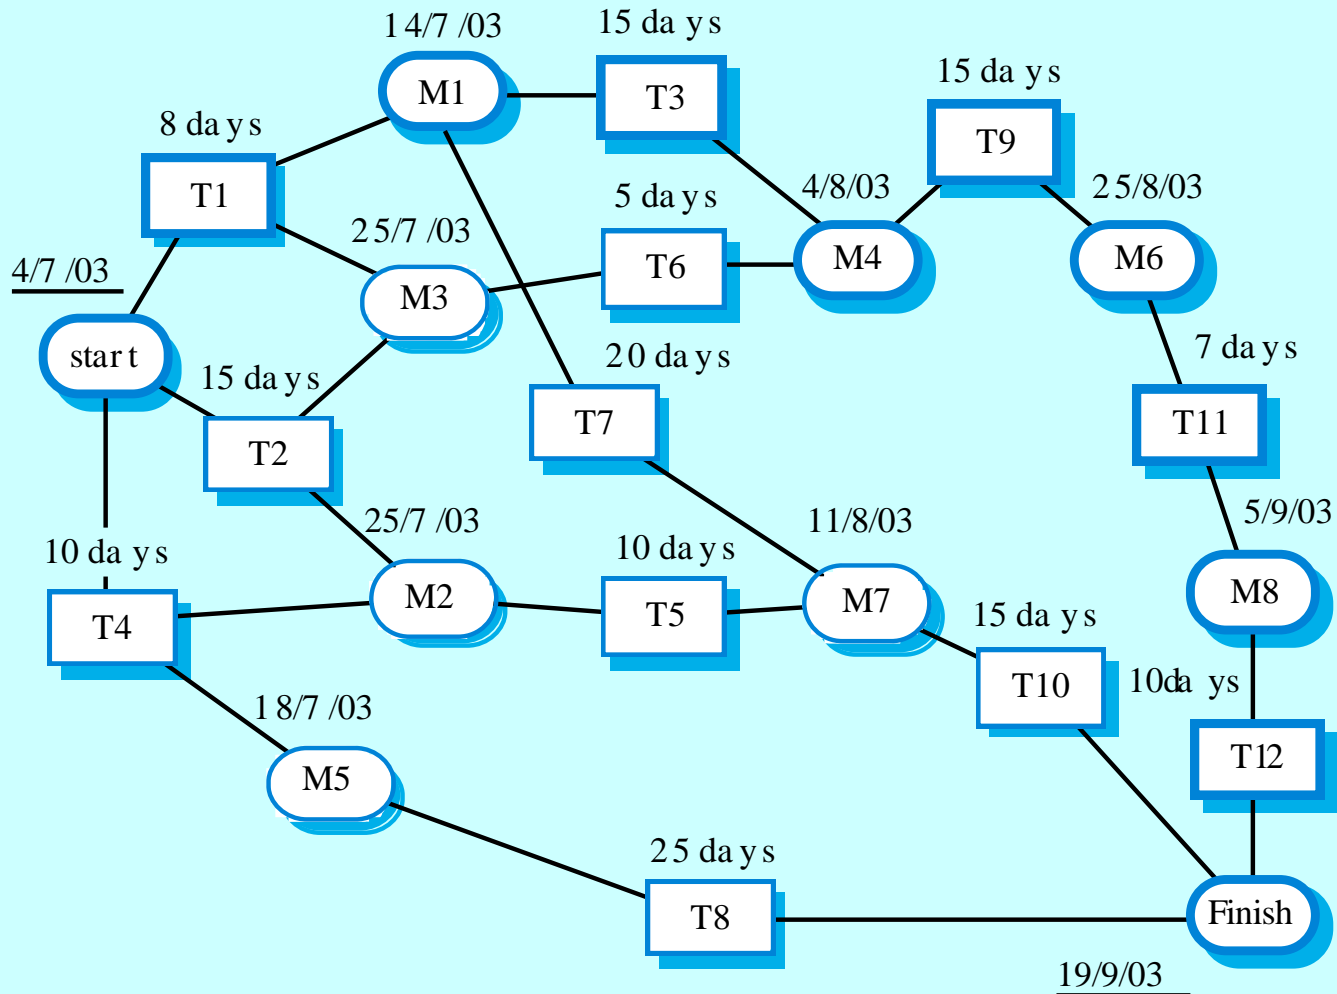 14/7/03
15 days
M1
T3
15 days
8 days
T9
T1
4/8/03
25/8/03
5 days
25/7/03
4/7/03
M3
T6
M4
M6
start
15 days
20 days
7 days
T2
T7
T11
25/7/03
11/8/03
5/9/03
10 days
10 days
M2
M7
M8
T4
T5
15 days
T10
10days
18/7/03
M5
T12
25 days
T8
Finish
19/9/03